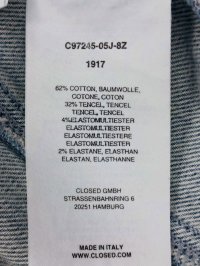 C97245-05J-8Z
1917
62% COTTON, BAUMWOLLE,
COTONE, COTON
32% TENCEL, TENCEL
TENCEL, TENCEL
4%ELASTOMULTIESTER
ELASTOMULTIESTER
ELASTOMULTIESTERE
ELASTOMULTIESTER
2% ELASTANE, ELASTHAN
ELASTAN, ELASTHANNE
CLOSED GMBH
STRASSENBAHNRING 6
20251 HAMBURG
MADE IN ITALY
WWW.CLOSED.COM